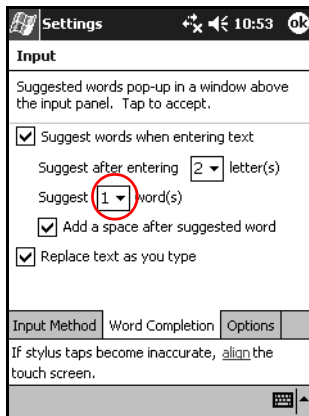 Settings 10:53 ok
Input
Suggested words pop-up in a window above
the input panel. Tap to accept.
Suggest words when entering text
Suggest after entering 2 letter(s)
Suggest 1 word(s)
Add a space after suggested word
Replace text as you type
Input Method Word Completion Options
If stylus taps become inaccurate, align the
touch screen.